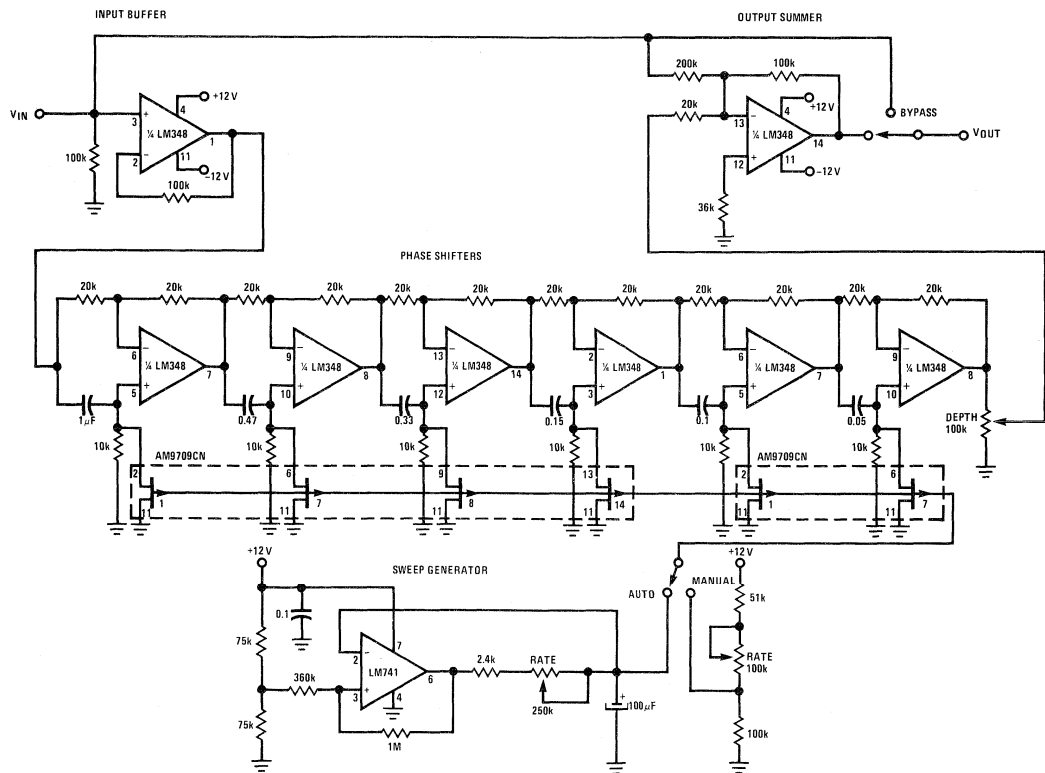 INPUT BUFFER
OUTPUT SUMMER
200k
100k
+12V
4
VIN
3
+
¼ LM348
1
2
−
11
−12V
100k
100k
20k
13
−
+12V
4
¼ LM348
14
12
+
11
−12V
36k
BYPASS
VOUT
PHASE SHIFTERS
20k
20k
20k
20k
20k
20k
20k
20k
20k
20k
20k
20k
6
−
¼ LM348
7
5
+
9
−
¼ LM348
8
10
+
13
−
¼ LM348
14
12
+
2
−
¼ LM348
1
3
+
6
−
¼ LM348
7
5
+
9
−
¼ LM348
8
10
+
1µF
0.47
0.33
0.15
0.1
0.05
DEPTH
100k
10k
10k
10k
10k
10k
10k
AM9709CN
AM9709CN
2
6
9
13
2
6
11
1
11
7
11
8
11
14
11
1
11
7
+12V
SWEEP GENERATOR
+12V
0.1
AUTO
MANUAL
51k
75k
2
−
7
LM741
6
3
+
4
2.4k
RATE
250k
RATE
100k
360k
+
100µF
75k
1M
100k